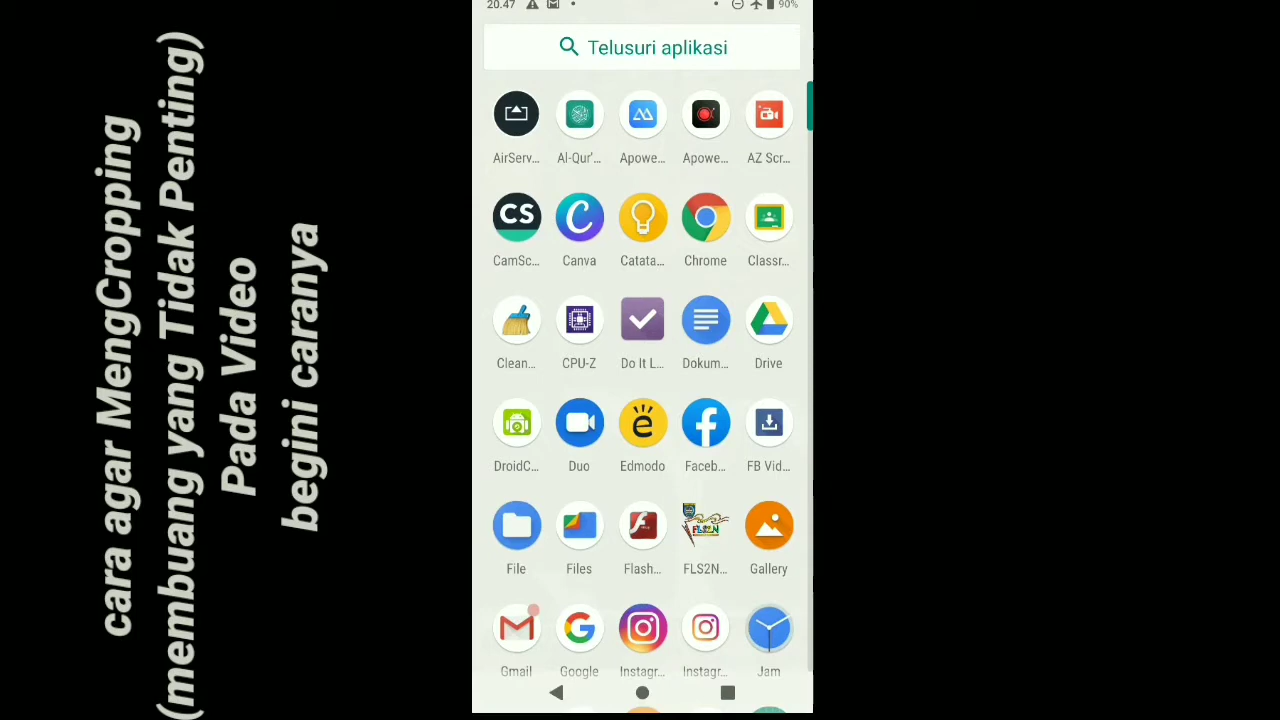 cara agar MengCropping
(membuang yang Tidak Penting)
Pada Video
begini caranya
20.47
90%
Telusuri aplikasi
AirServ...
Al-Qur'...
Apowe...
Apowe...
AZ Scr...
CS
CamSc...
Canva
Catata...
Chrome
Classr...
Clean...
CPU-Z
Do It L...
Dokum...
Drive
DroidC...
Duo
Edmodo
Faceb...
FB Vid...
FLS2N
File
Files
Flash...
FLS2N...
Gallery
Gmail
Google
Instagr...
Instagr...
Jam